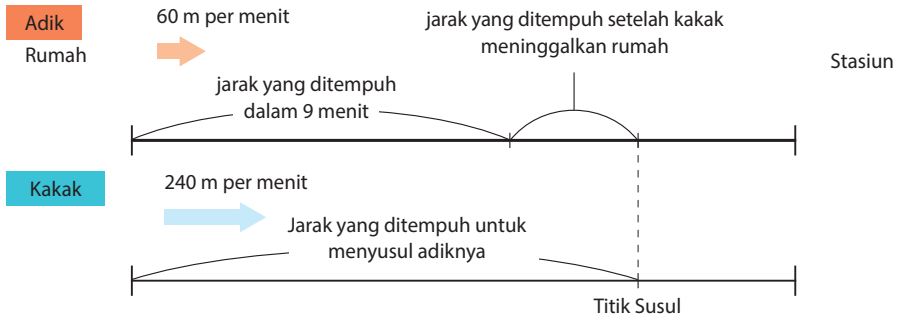 Adik
Rumah
60 m per menit
jarak yang ditempuh setelah kakak
meninggalkan rumah
Stasiun
jarak yang ditempuh
dalam 9 menit
Kakak
240 m per menit
Jarak yang ditempuh untuk
menyusul adiknya
Titik Susul